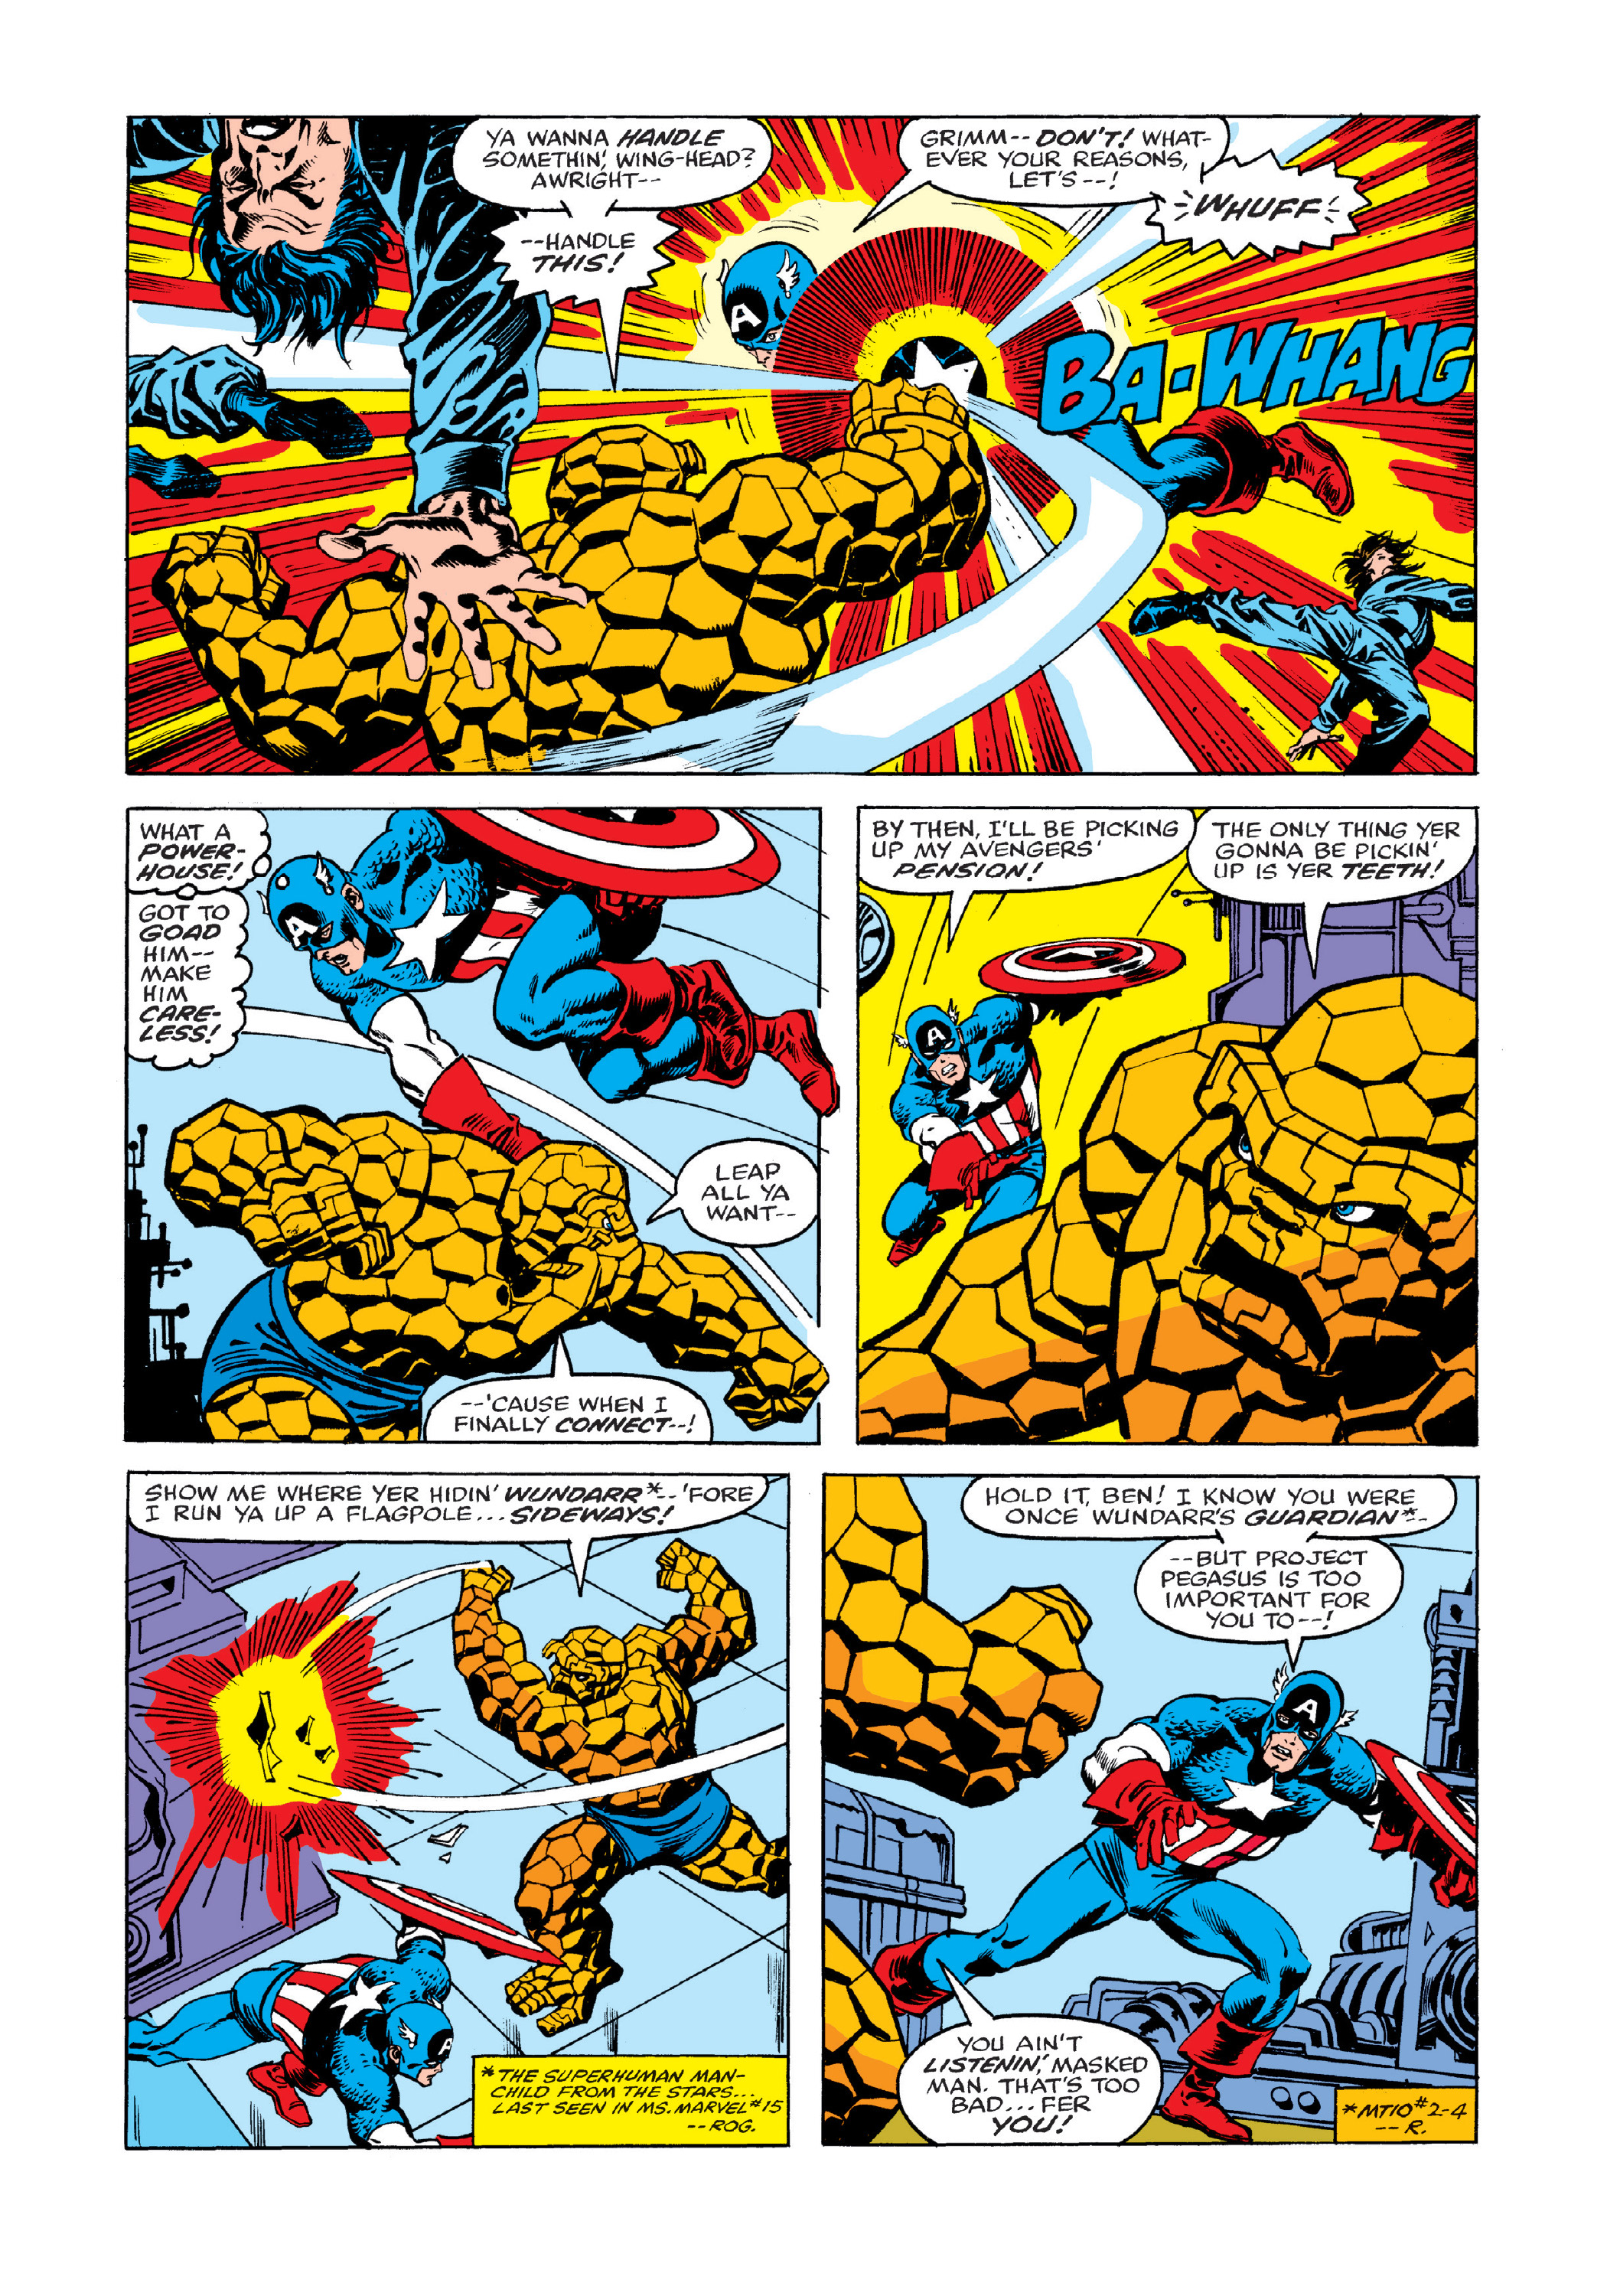 YA WANNA HANDLE
SOMETHIN', WING-HEAD?
AWRIGHT--
--HANDLE
THIS!
GRIMM-- DON'T! WHAT-
EVER YOUR REASONS,
LET'S--!
WHUFF
BA-WHANG
WHAT A
POWER-
HOUSE!
GOT TO
GOAD
HIM--
MAKE
HIM
CARE-
LESS!
LEAP
ALL YA
WANT--
--'CAUSE WHEN I
FINALLY CONNECT--!
BY THEN, I'LL BE PICKING
UP MY AVENGERS'
PENSION!
THE ONLY THING YER
GONNA BE PICKIN'
UP IS YER TEETH!
SHOW ME WHERE YER HIDIN' WUNDARR*--'FORE
I RUN YA UP A FLAGPOLE... SIDEWAYS!
*THE SUPERHUMAN MAN-
CHILD FROM THE STARS...
LAST SEEN IN MS. MARVEL #15
--ROG.
HOLD IT, BEN! I KNOW YOU WERE
ONCE WUNDARR'S GUARDIAN*--
--BUT PROJECT
PEGASUS IS TOO
IMPORTANT FOR
YOU TO--!
A
YOU AIN'T
LISTENIN', MASKED
MAN. THAT'S TOO
BAD... FER
YOU!
*MTIO #2-4
-- R.